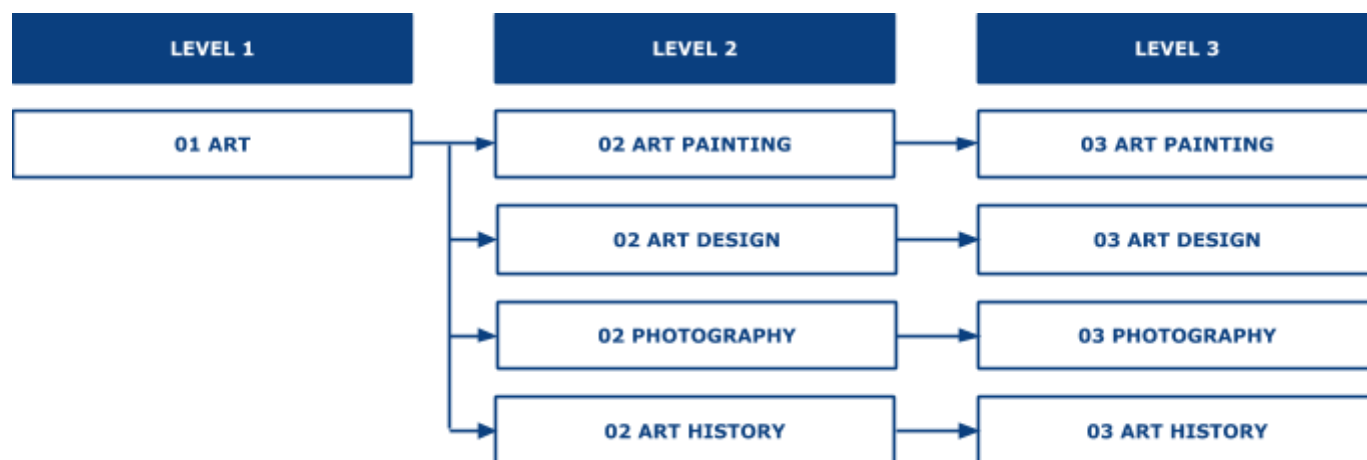 LEVEL 1
LEVEL 2
LEVEL 3
01 ART
02 ART PAINTING
03 ART PAINTING
02 ART DESIGN
03 ART DESIGN
02 PHOTOGRAPHY
03 PHOTOGRAPHY
02 ART HISTORY
03 ART HISTORY